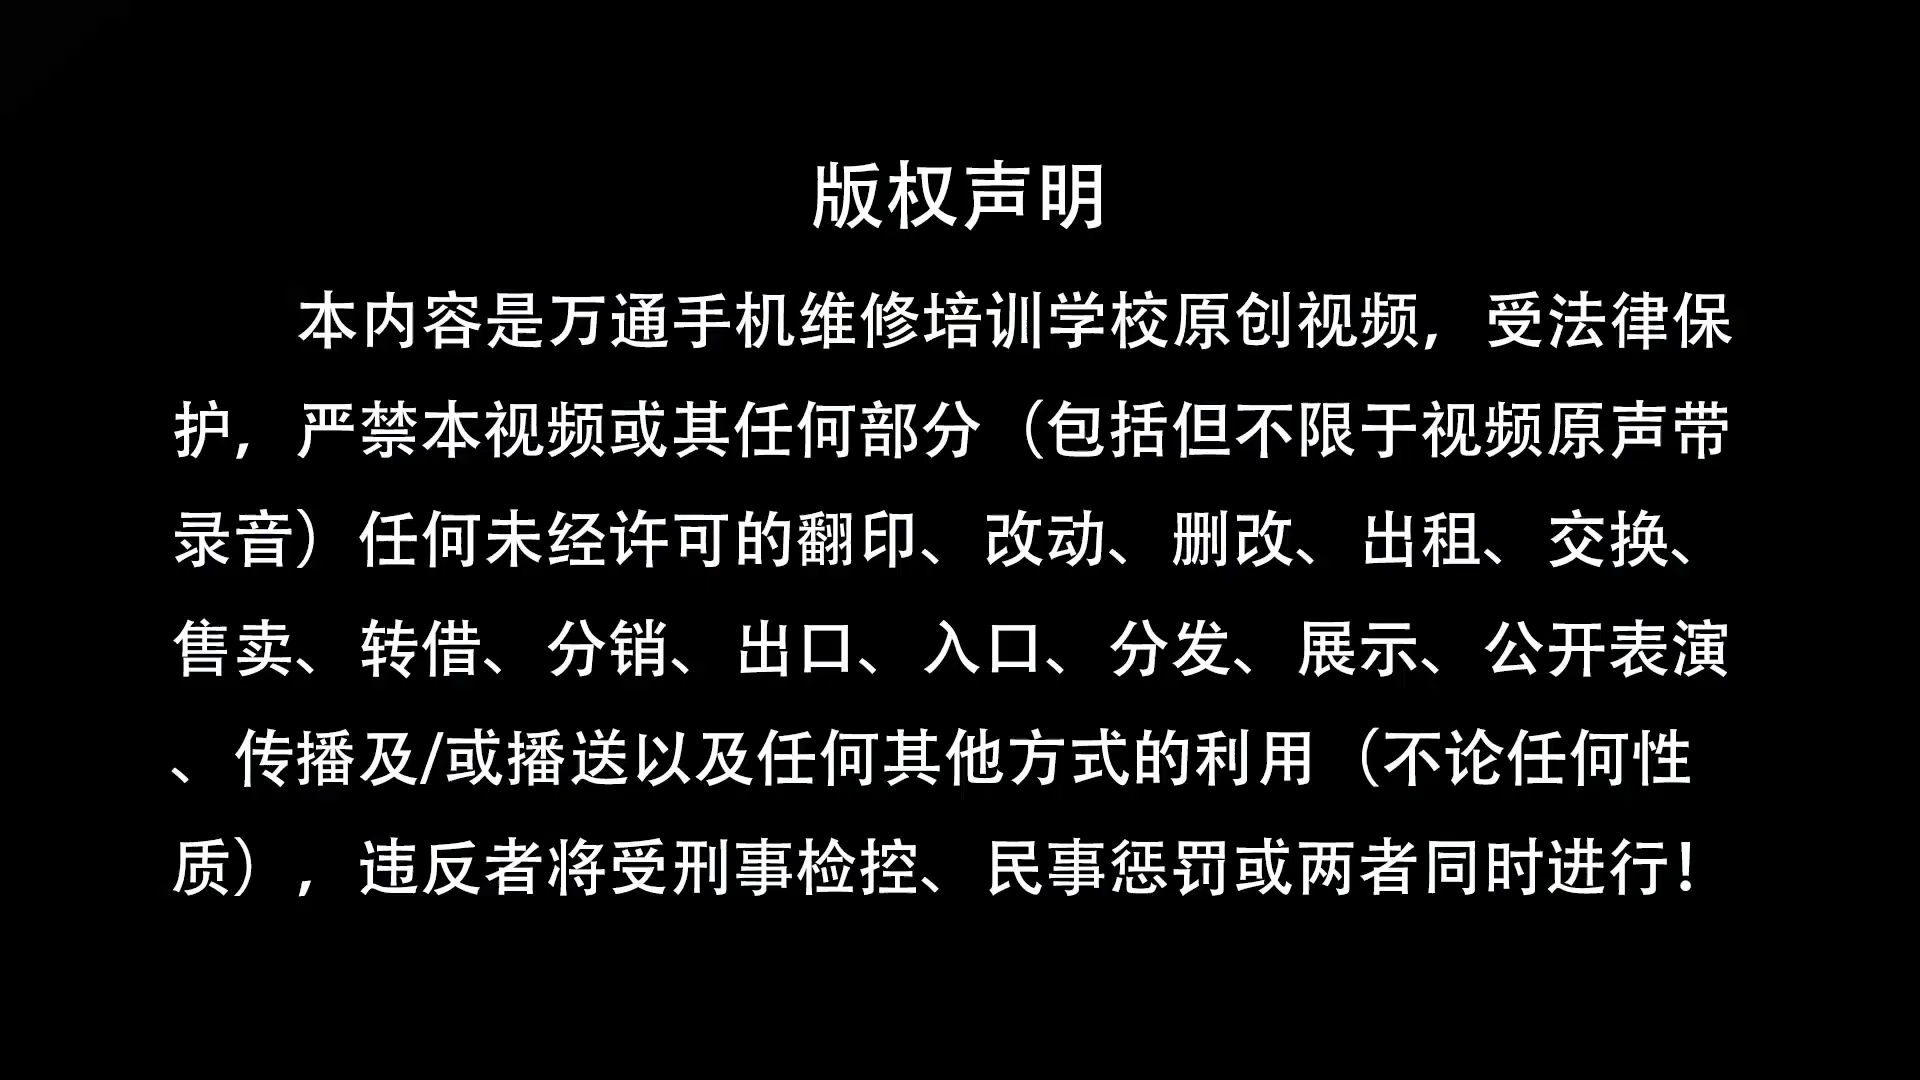 版权声明
本内容是万通手机维修培训学校原创视频，受法律保
护，严禁本视频或其任何部分（包括但不限于视频原声带
录音）任何未经许可的翻印、改动、删改、出租、交换、
售卖、转借、分销、出口、入口、分发、展示、公开表演
、传播及/或播送以及任何其他方式的利用（不论任何性
质），违反者将受刑事检控、民事惩罚或两者同时进行！